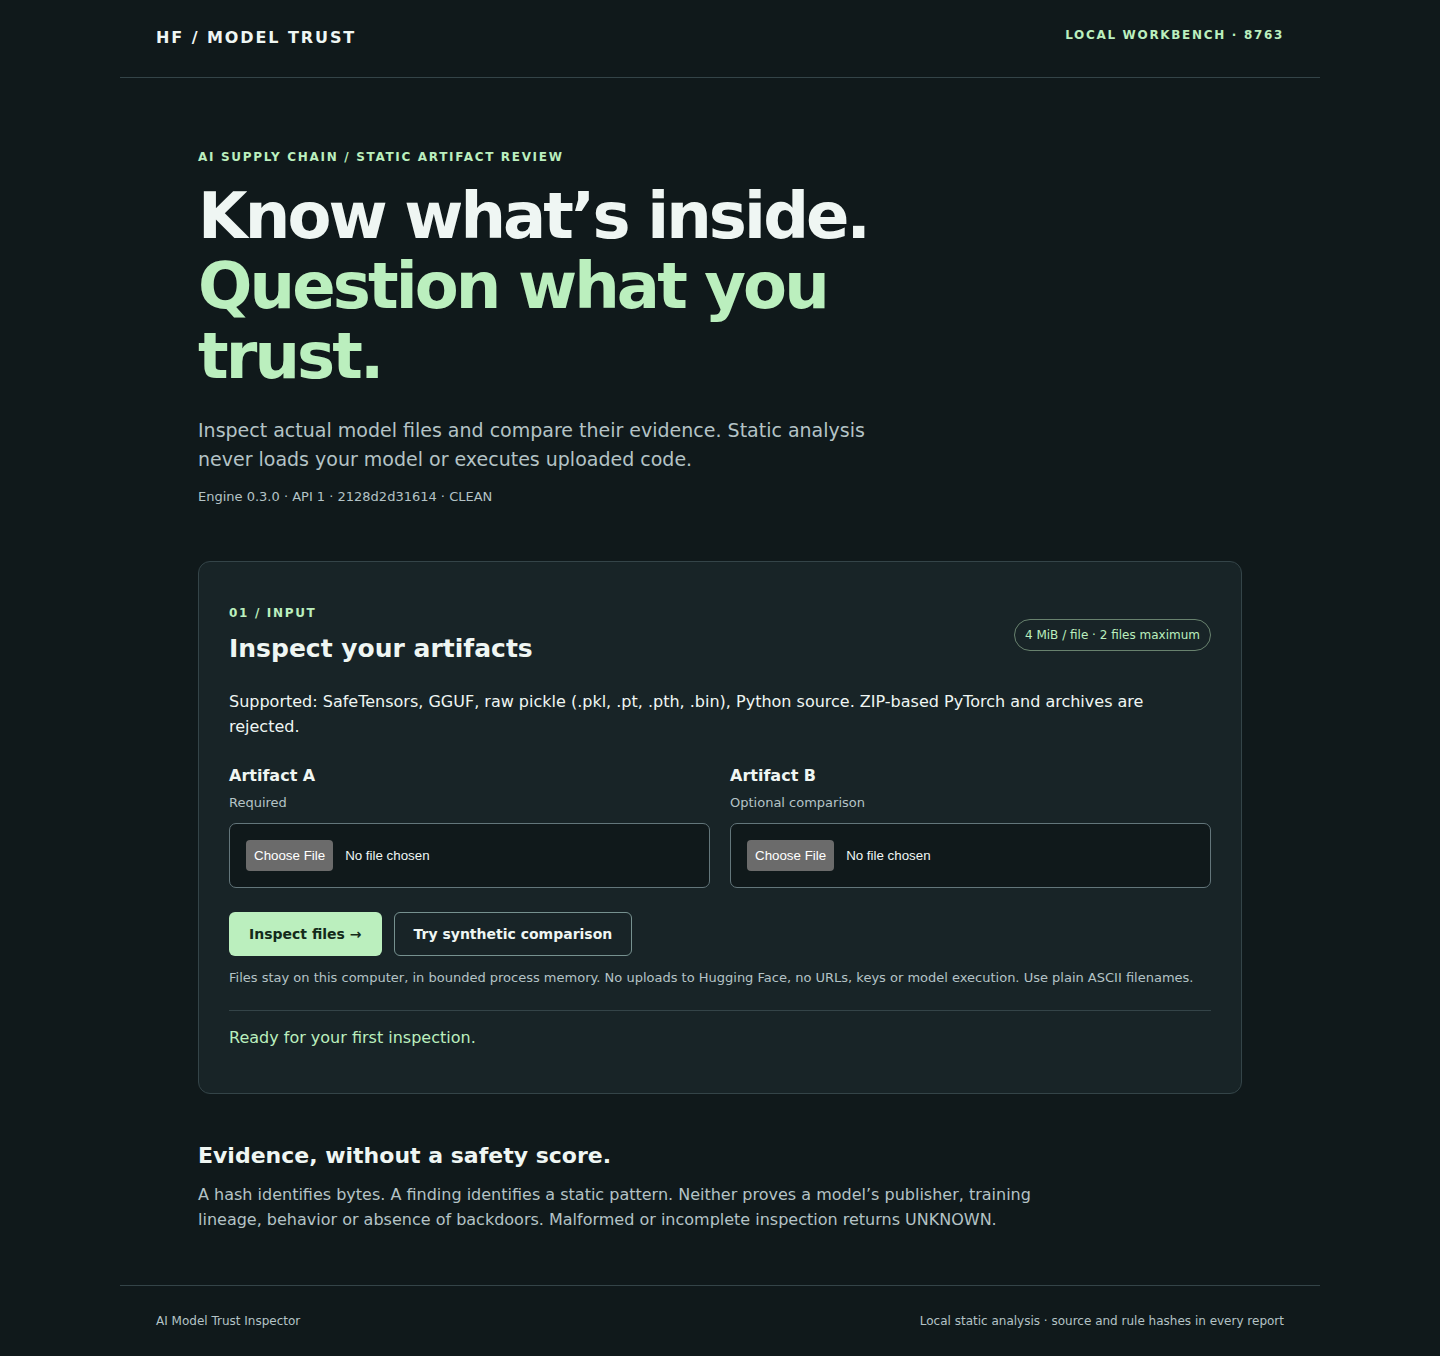 HF / MODEL TRUST
LOCAL WORKBENCH · 8763
AI SUPPLY CHAIN / STATIC ARTIFACT REVIEW
Know what’s inside.
Question what you
trust.
Inspect actual model files and compare their evidence. Static analysis
never loads your model or executes uploaded code.
Engine 0.3.0 · API 1 · 2128d2d31614 · CLEAN
01 / INPUT
Inspect your artifacts
4 MiB / file · 2 files maximum
Supported: SafeTensors, GGUF, raw pickle (.pkl, .pt, .pth, .bin), Python source. ZIP-based PyTorch and archives are
rejected.
Artifact A
Required
Choose File No file chosen
Artifact B
Optional comparison
Choose File No file chosen
Inspect files →
Try synthetic comparison
Files stay on this computer, in bounded process memory. No uploads to Hugging Face, no URLs, keys or model execution. Use plain ASCII filenames.
Ready for your first inspection.
Evidence, without a safety score.
A hash identifies bytes. A finding identifies a static pattern. Neither proves a model’s publisher, training
lineage, behavior or absence of backdoors. Malformed or incomplete inspection returns UNKNOWN.
AI Model Trust Inspector
Local static analysis · source and rule hashes in every report